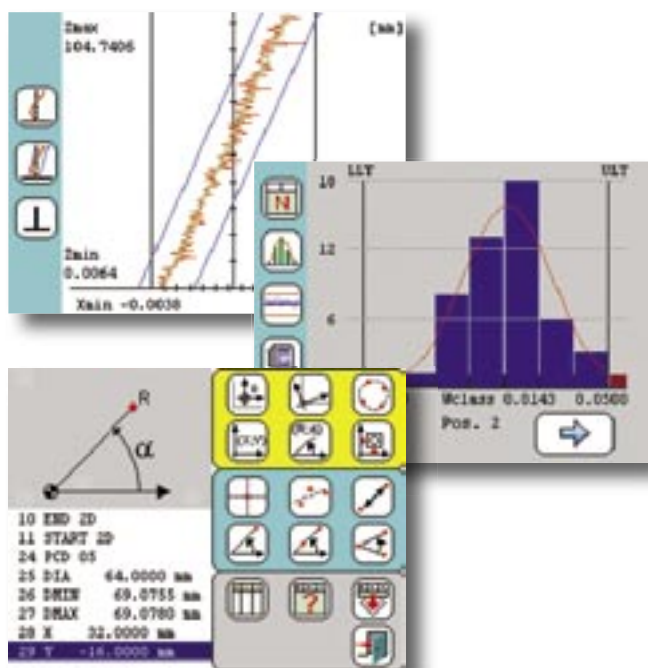 Zmax
104.7406
[mm]
Zmin
0.0064
Xmin -0.0038
LLT
ULT
18
12
6
Wclass 0.0143
0.0500
Pos. 2
N
R
α
(X;Y)
10 END 2D
11 START 2D
24 PCD 05
25 DIA 64.0000 mm
26 DMIN 69.0755 mm
27 DMAX 69.0780 mm
28 X 32.0000 mm
29 Y -16.0000 mm
?